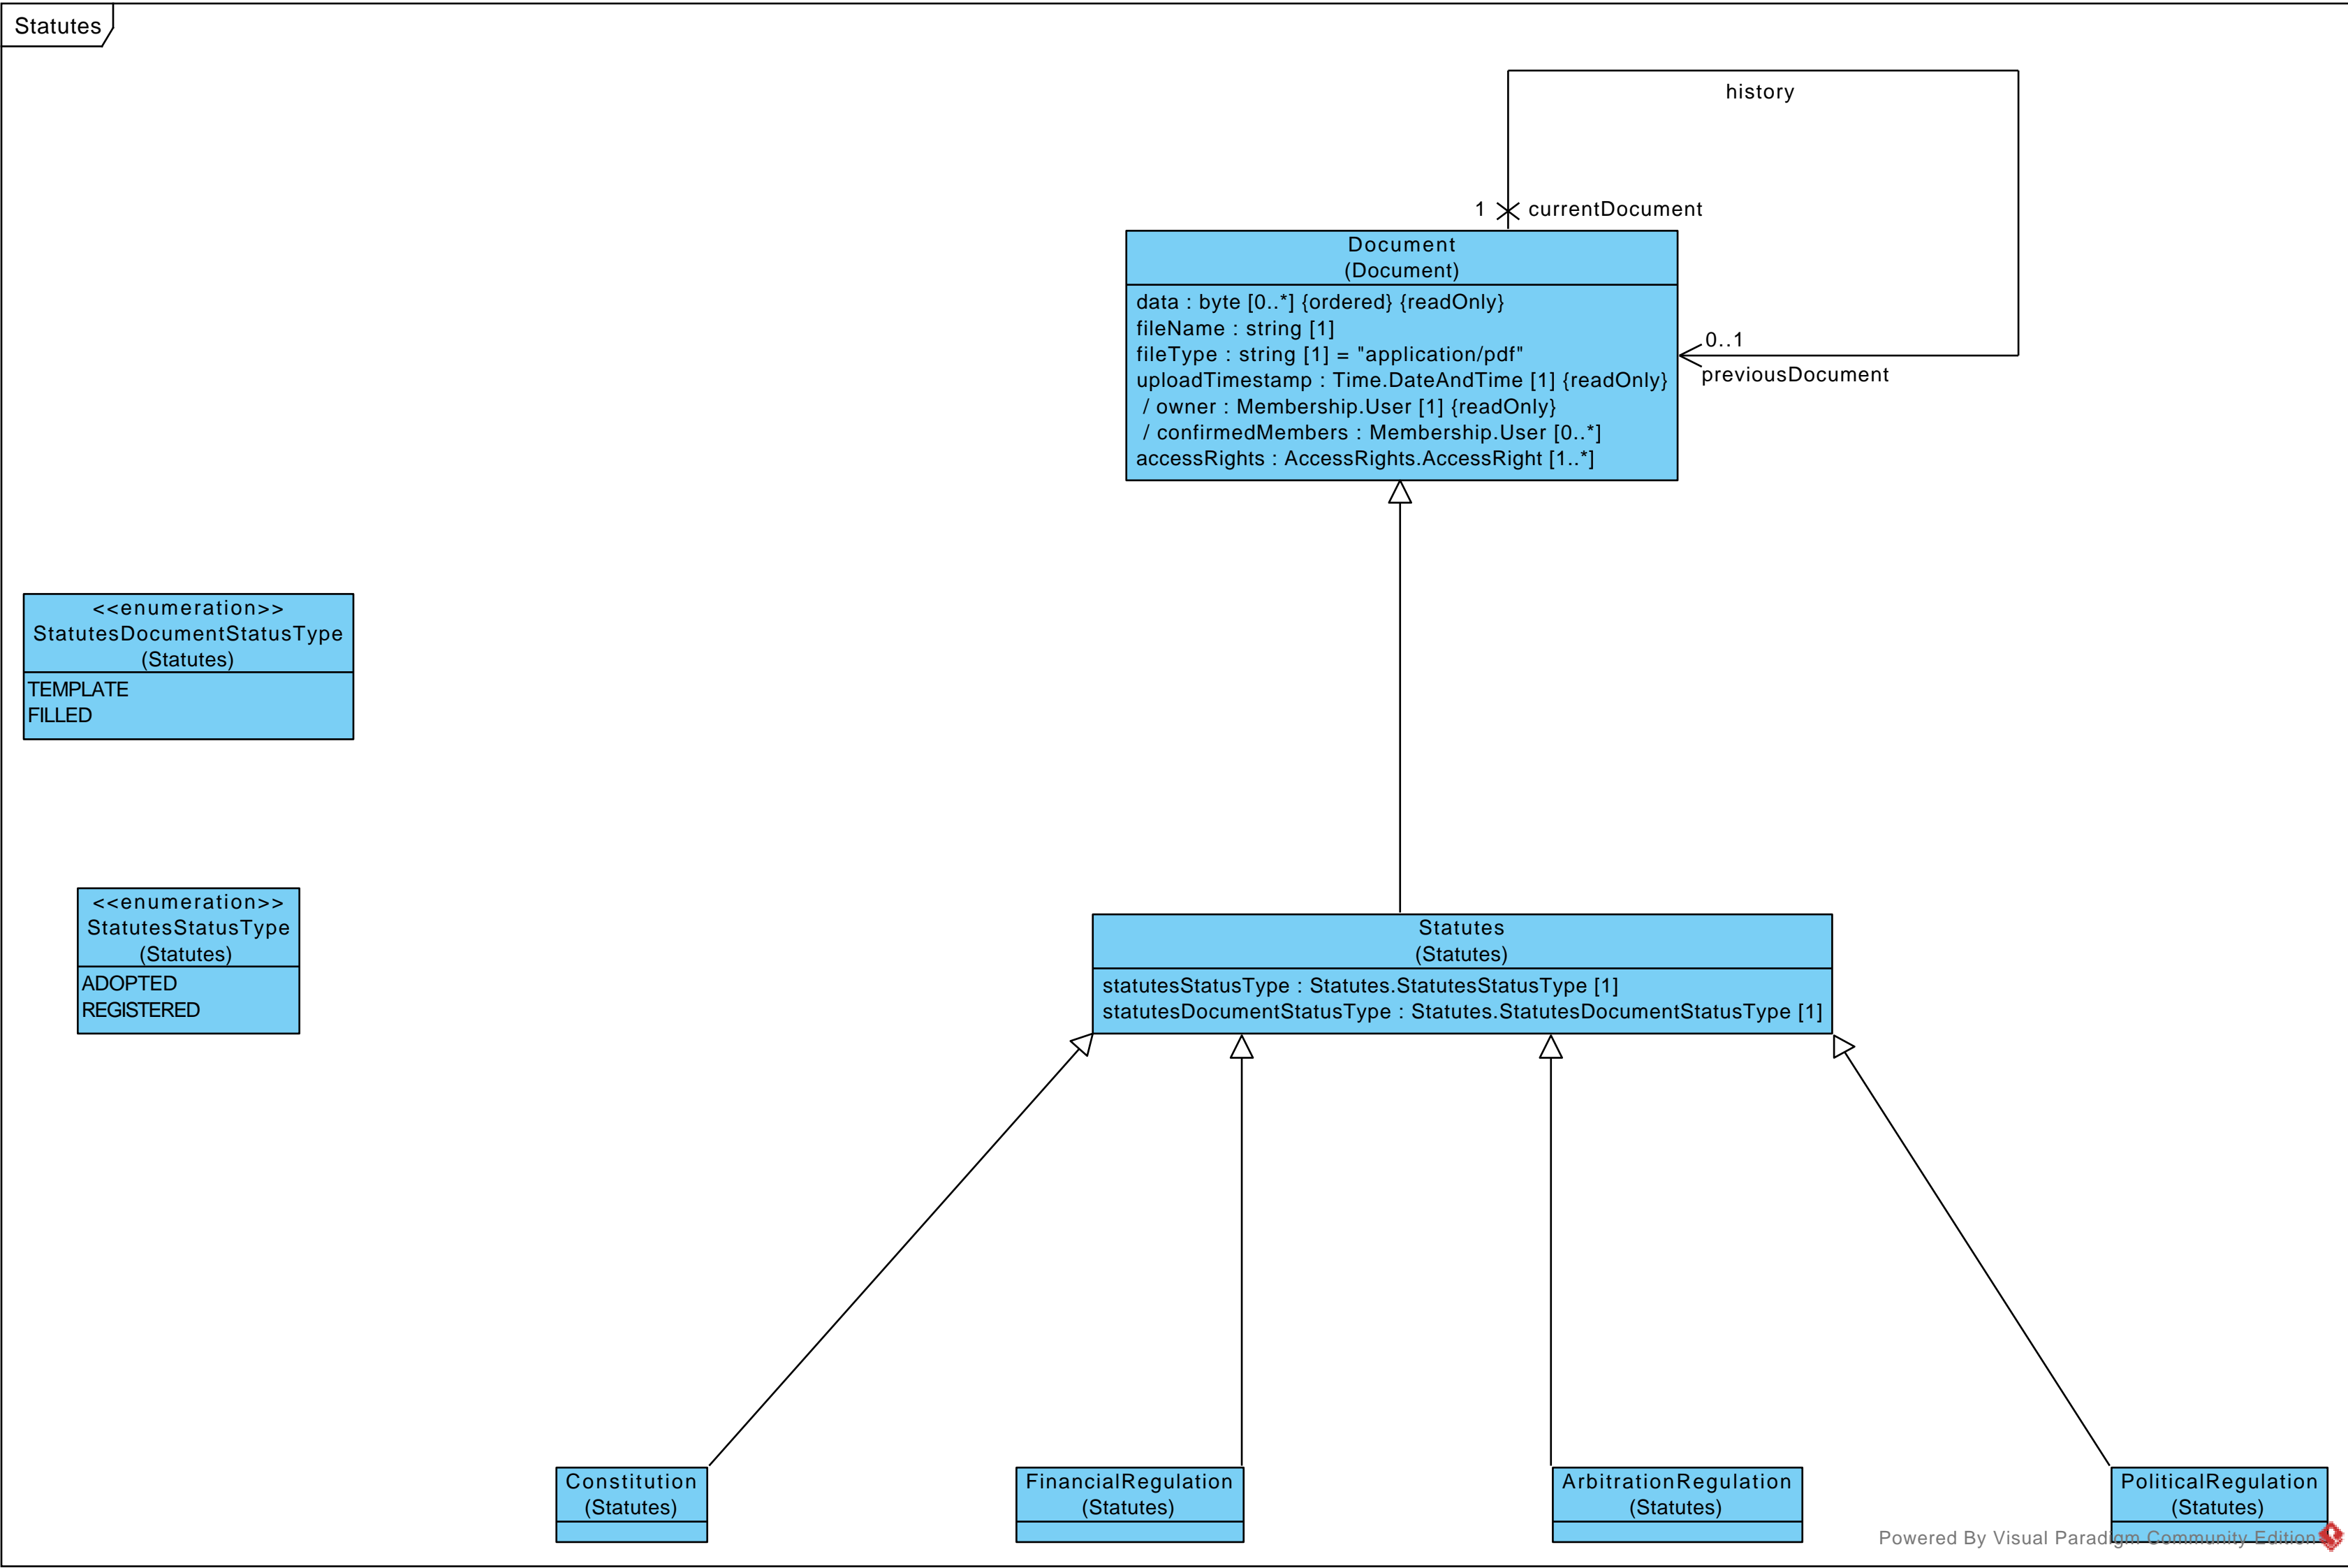 Statutes
history
1
currentDocument
Document
(Document)
data : byte [0..*] {ordered} {readOnly}
fileName : string [1]
fileType : string [1] = "application/pdf"
uploadTimestamp : Time.DateAndTime [1] {readOnly}
/ owner : Membership.User [1] {readOnly}
/ confirmedMembers : Membership.User [0..*]
accessRights : AccessRights.AccessRight [1..*]
0..1
previousDocument
<<enumeration>>
StatutesDocumentStatusType
(Statutes)
TEMPLATE
FILLED
<<enumeration>>
StatutesStatusType
(Statutes)
ADOPTED
REGISTERED
Statutes
(Statutes)
statutesStatusType : Statutes.StatutesStatusType [1]
statutesDocumentStatusType : Statutes.StatutesDocumentStatusType [1]
Constitution
(Statutes)
FinancialRegulation
(Statutes)
ArbitrationRegulation
(Statutes)
PoliticalRegulation
(Statutes)
Powered By Visual Paradigm Community Edition